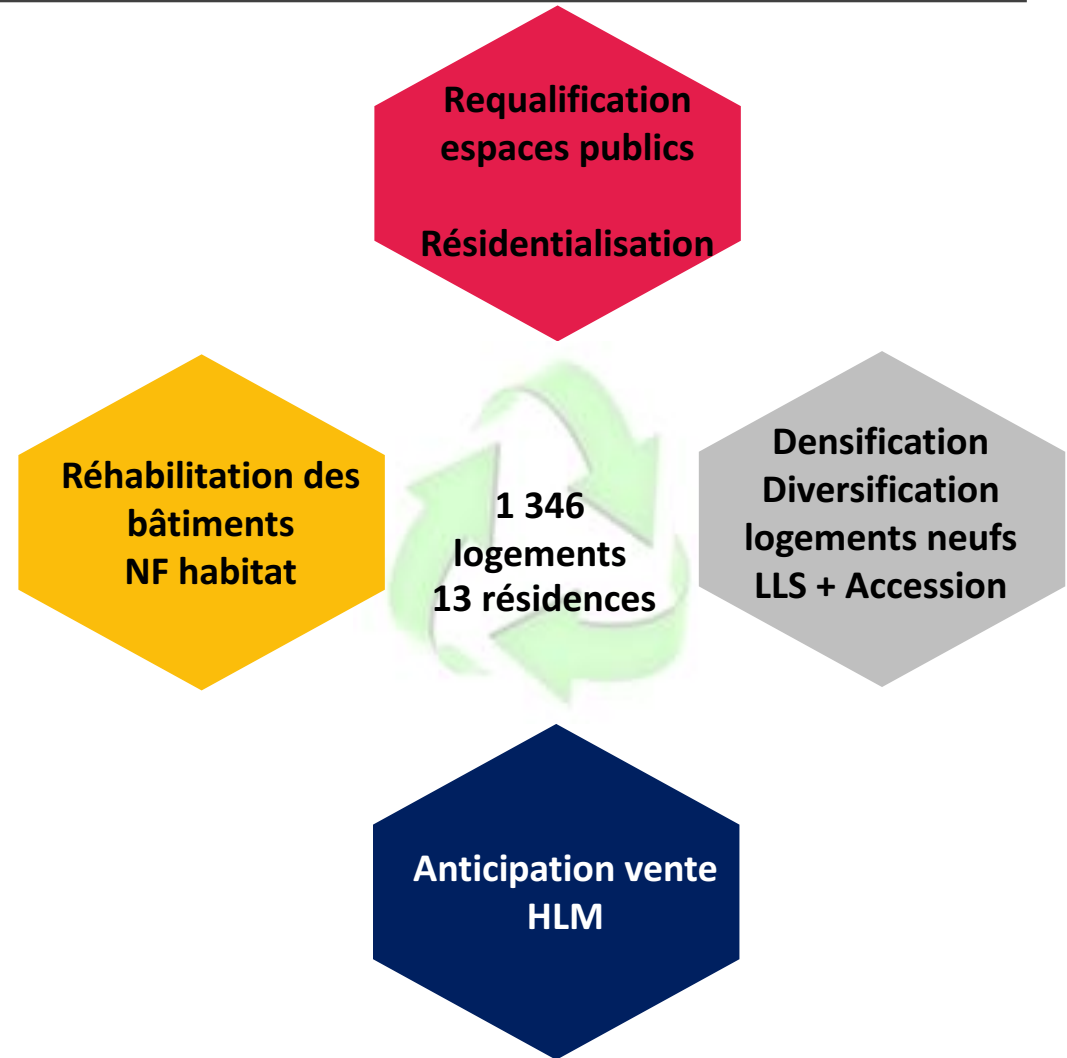 Requalification
espaces publics
Résidentialisation
Réhabilitation des
bâtiments
NF habitat
1 346
logements
13 résidences
Densification
Diversification
logements neufs
LLS + Accession
Anticipation vente
HLM